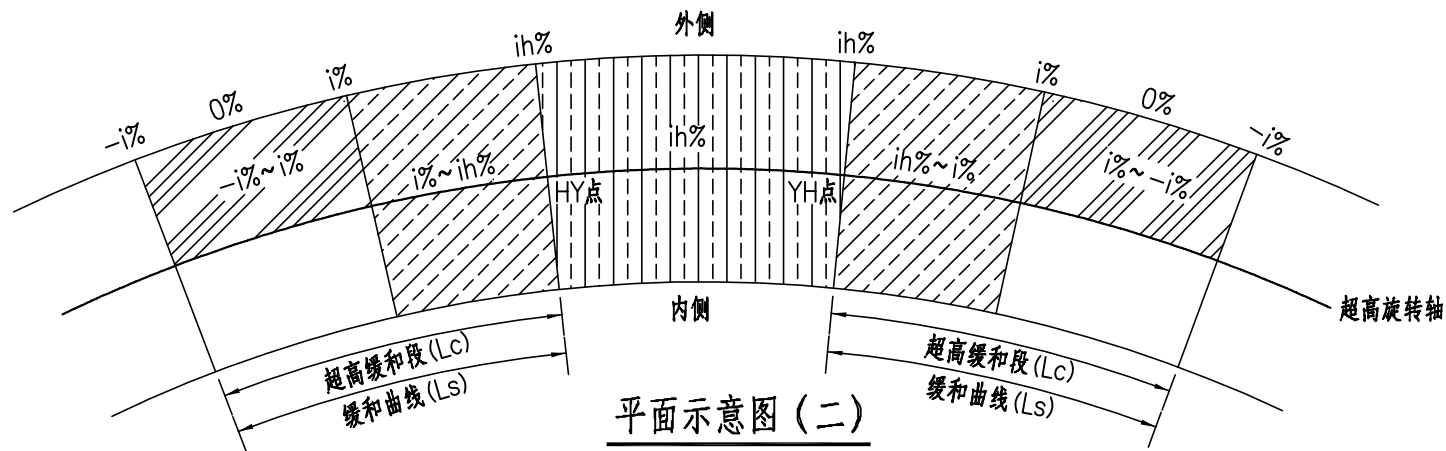 外侧
ih%
ih%
i%
i%
0%
0%
-i%
-i%
-i%~i%
i%~ih%
ih%
ih%~i%
i%~-i%
HY点
YH点
内侧
超高旋转轴
超高缓和段(Lc)
缓和曲线(Ls)
超高缓和段(Lc)
缓和曲线(Ls)
平面示意图（二）